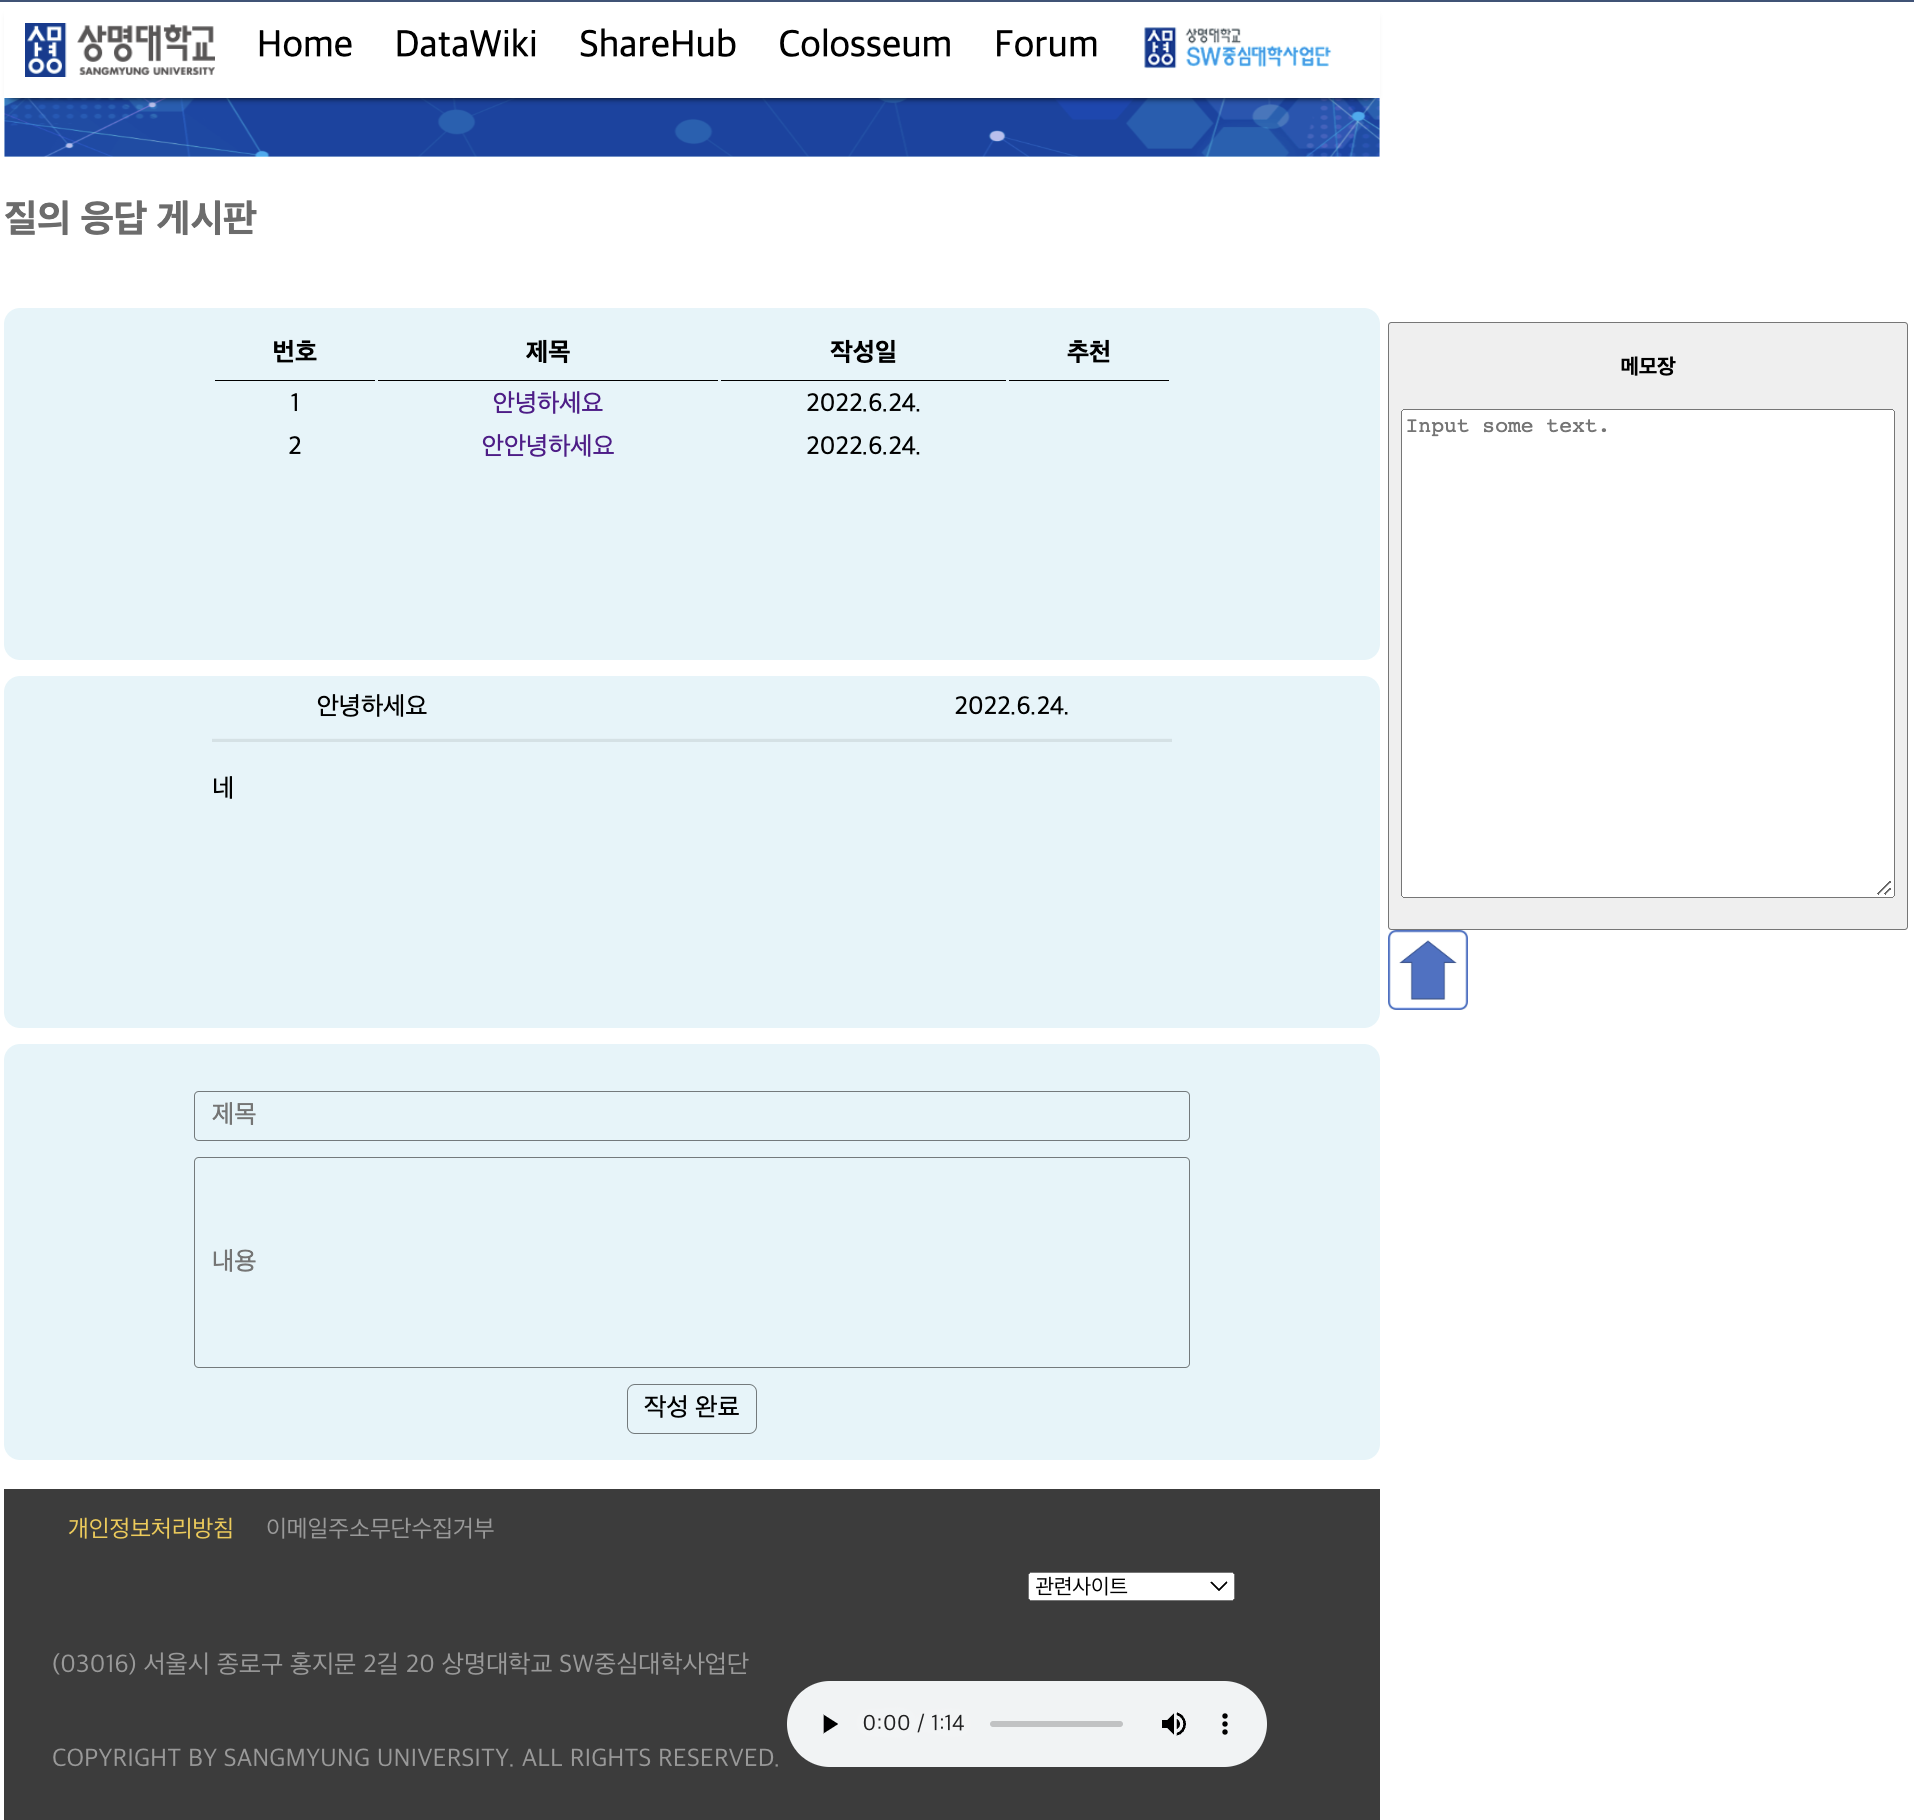 상명대학교
SANGMYUNG UNIVERSITY
Home DataWiki ShareHub Colosseum Forum
상명대학교
SW중심대학사업단
질의 응답 게시판
번호 제목 작성일 추천
1 안녕하세요 2022.6.24.
2 안안녕하세요 2022.6.24.
메모장
Input some text.
안녕하세요 2022.6.24.
네
제목
내용
작성 완료
개인정보처리방침 이메일주소무단수집거부
관련사이트
(03016) 서울시 종로구 홍지문 2길 20 상명대학교 SW중심대학사업단
0:00 / 1:14
COPYRIGHT BY SANGMYUNG UNIVERSITY. ALL RIGHTS RESERVED.